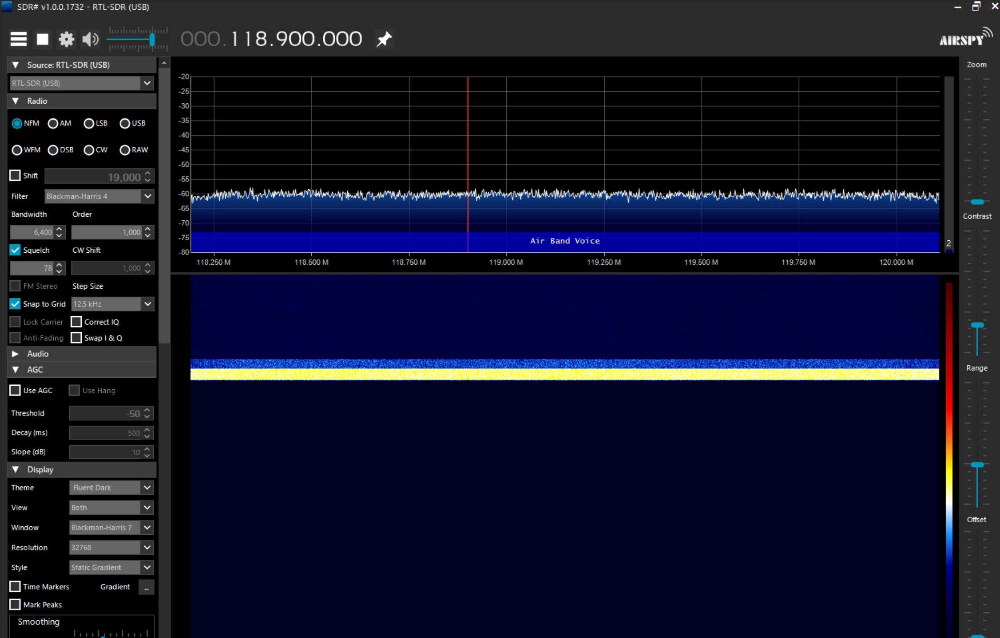 SDR# v1.0.0.1732 - RTL-SDR (USB)
000.118.900.000
AIRSPY
Source: RTL-SDR (USB)
RTL-SDR (USB)
Radio
NFM AM LSB USB
WFM DSB CW RAW
Shift 19,000
Filter Blackman-Harris 4
Bandwidth Order
6,400 1,000
Squelch CW Shift
78 1,000
FM Stereo Step Size
Snap to Grid 12.5 kHz
Lock Carrier Correct IQ
Anti-Fading Swap I & Q
Audio
AGC
Use AGC Use Hang
Threshold -50
Decay (ms) 500
Slope (dB) 10
Display
Theme Fluent Dark
View Both
Window Blackman-Harris 7
Resolution 32768
Style Static Gradient
Time Markers Gradient ...
Mark Peaks
Smoothing
-20
-25
-30
-35
-40
-45
-50
-55
-60
-65
-70
-75
-80
Air Band Voice
2
118.250 M 118.500 M 118.750 M 119.000 M 119.250 M 119.500 M 119.750 M 120.000 M
Zoom
Contrast
Range
Offset